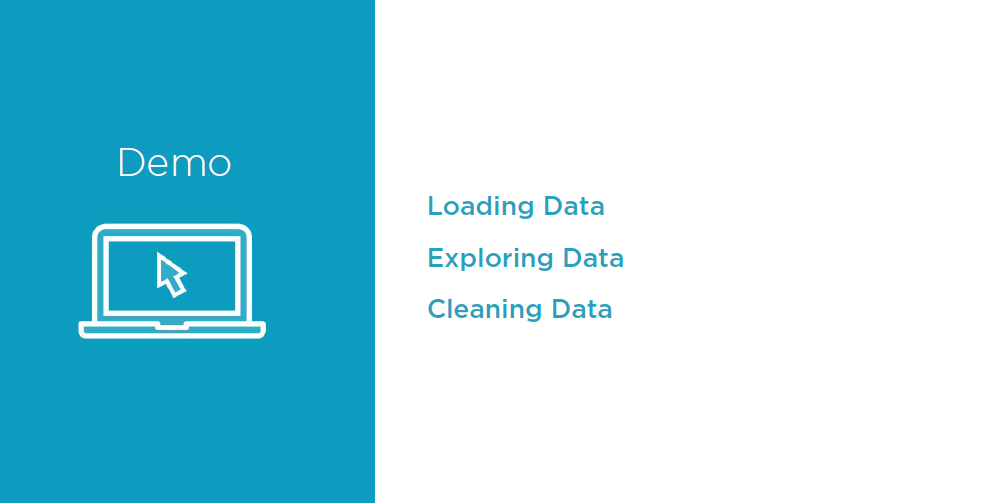 Demo
Loading Data
Exploring Data
Cleaning Data